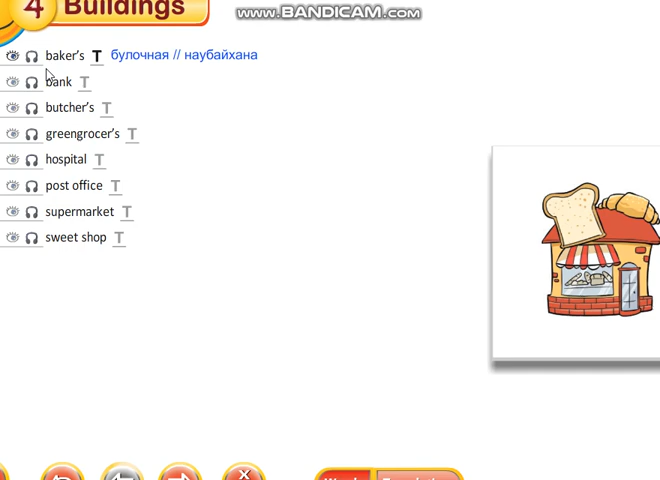 www.BANDICAM.com
4 Buildings
baker's T булочная // наубайхана
bank T
butcher's T
greengrocer's T
hospital T
post office T
supermarket T
sweet shop T
X